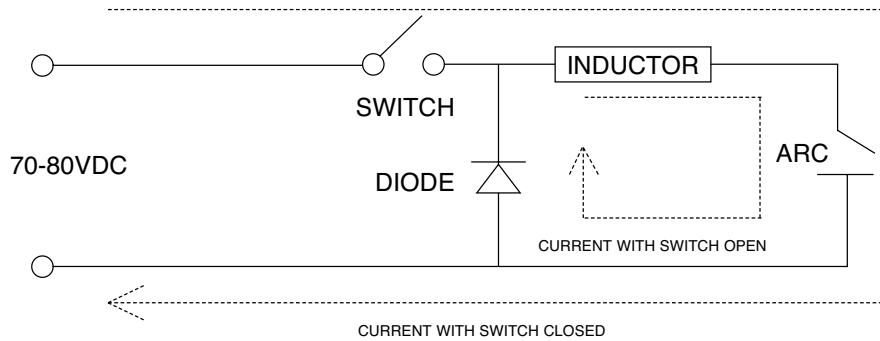 INDUCTOR
SWITCH
ARC
70-80VDC
DIODE
CURRENT WITH SWITCH OPEN
CURRENT WITH SWITCH CLOSED